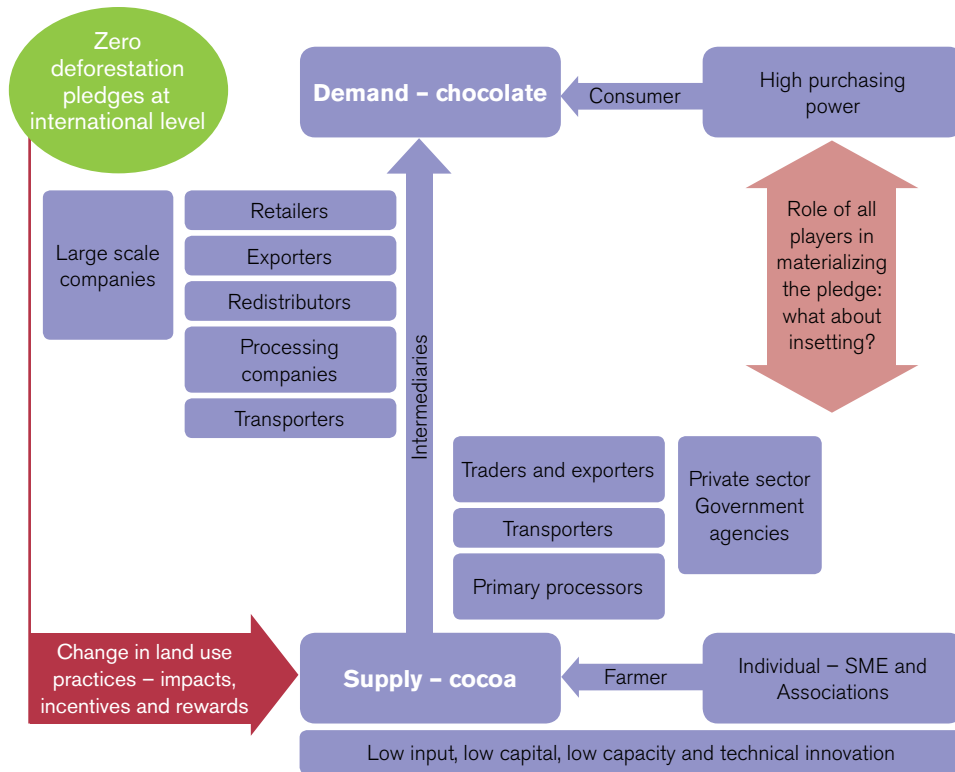 Zero
deforestation
pledges at
international level
Demand – chocolate
Consumer
High purchasing
power
Large scale
companies
Retailers
Exporters
Redistributors
Processing
companies
Transporters
Intermediaries
Role of all
players in
materializing
the pledge:
what about
insetting?
Traders and exporters
Transporters
Primary processors
Private sector
Government
agencies
Change in land use
practices – impacts,
incentives and rewards
Supply – cocoa
Farmer
Individual – SME and
Associations
Low input, low capital, low capacity and technical innovation